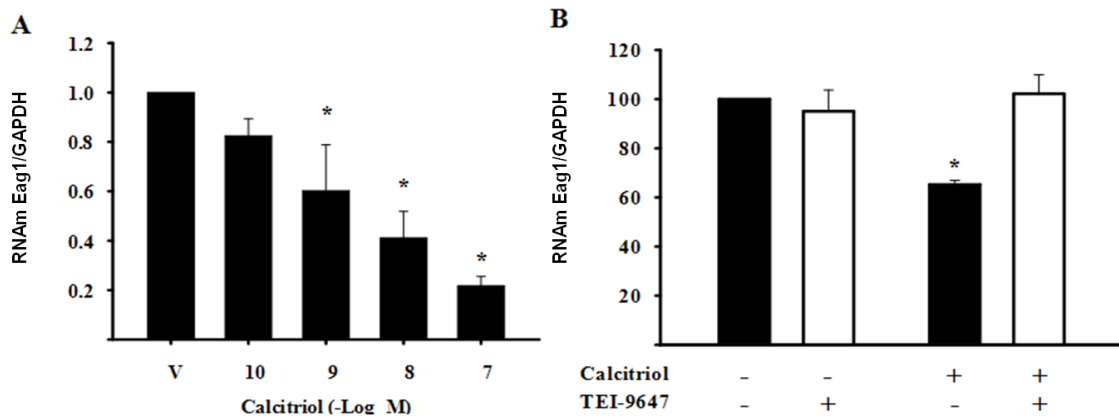 A
RNAm Eag1/GAPDH
1.2
1.0
0.8
0.6
0.4
0.2
* * *
V 10 9 8 7
Calcitriol (-Log M)
B
RNAm Eag1/GAPDH
120
100
80
60
40
20
*
Calcitriol - - + +
TEI-9647 - + - +